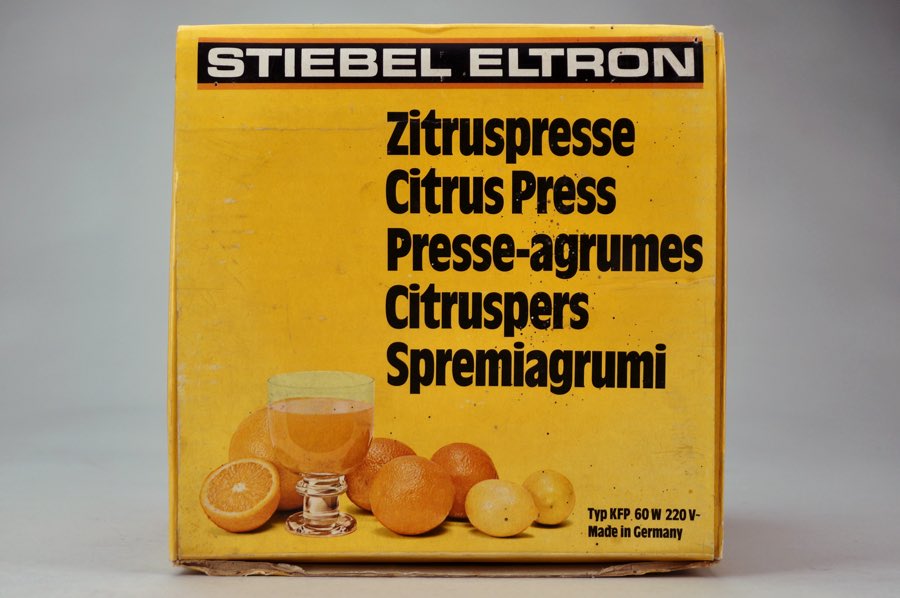 STIEBEL ELTRON
Zitruspresse
Citrus Press
Presse-agrumes
Citruspers
Spremiagrumi
Typ KFP 60 W 220 V~
Made in Germany